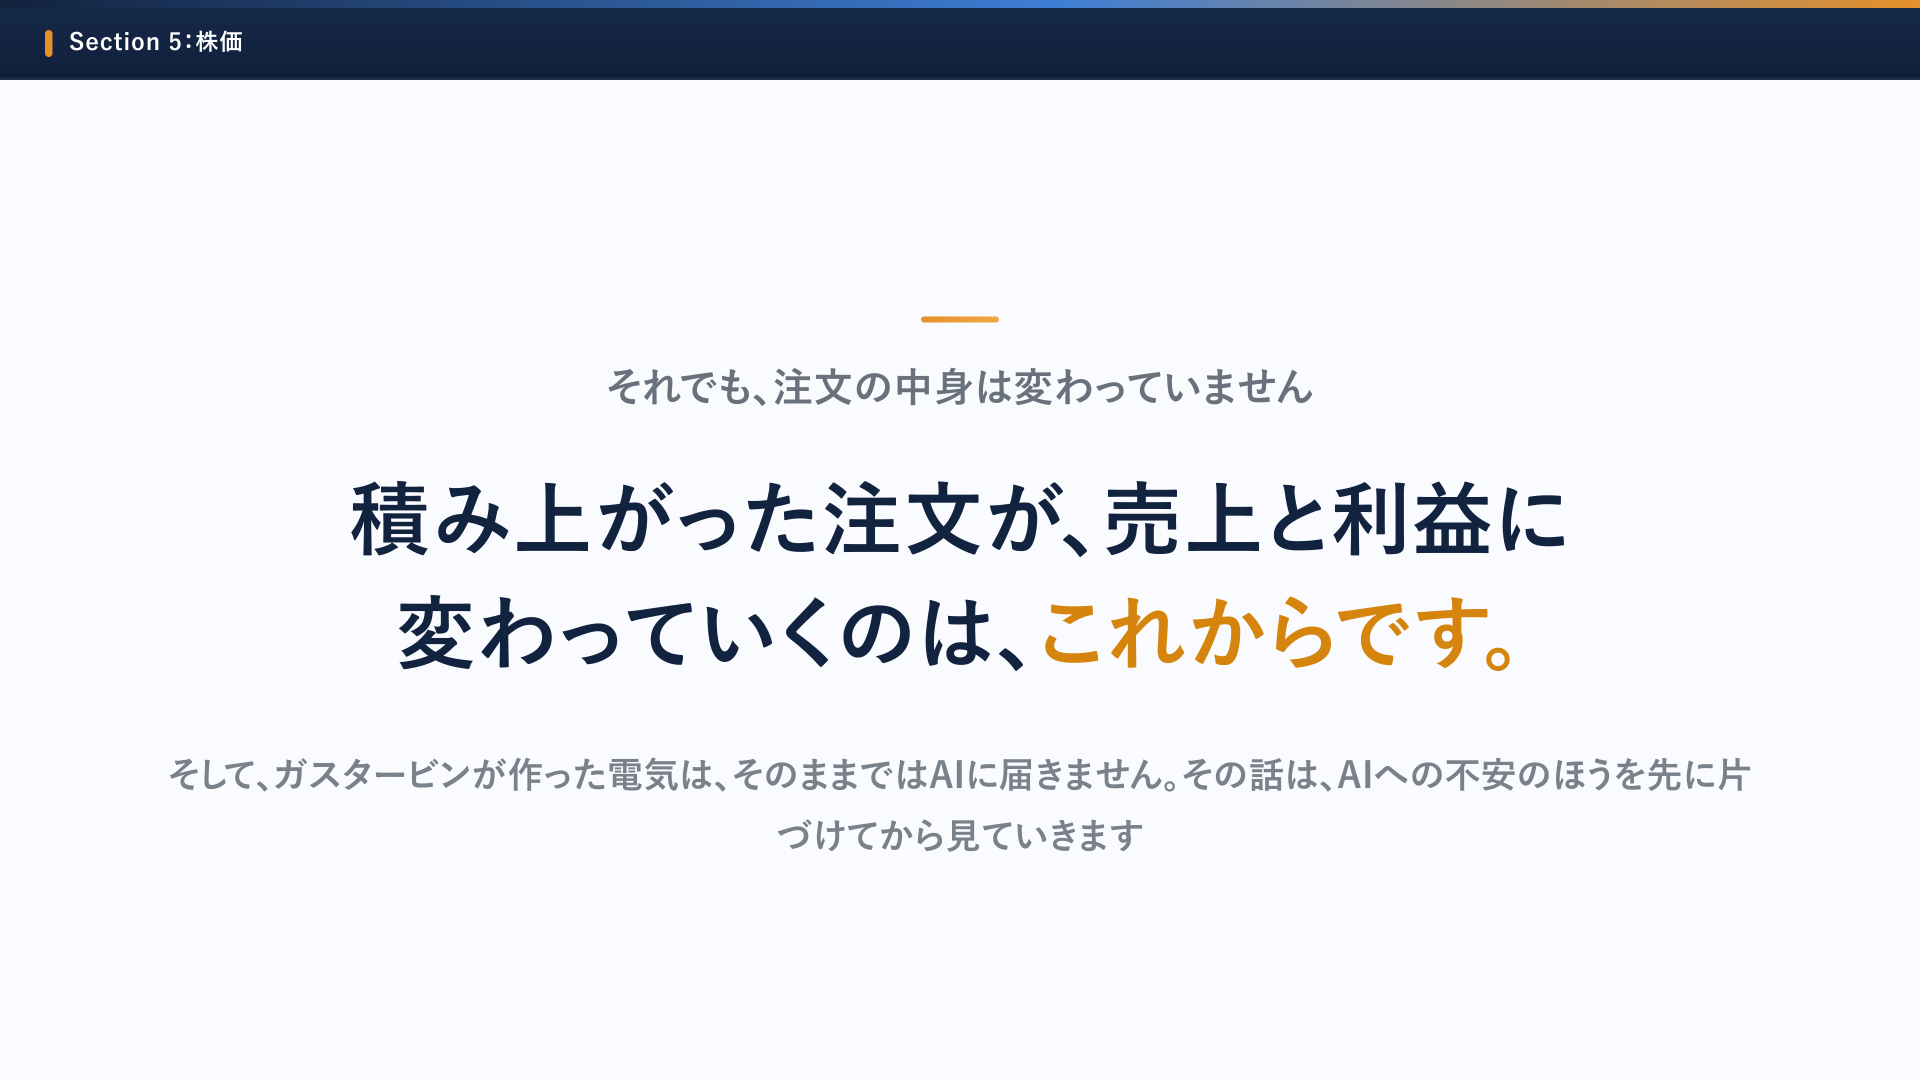 Section 5：株価
それでも、注文の中身は変わっていません
積み上がった注文が、売上と利益に
変わっていくのは、これからです。
そして、ガスタービンが作った電気は、そのままではAIに届きません。その話は、AIへの不安のほうを先に片
づけてから見ていきます